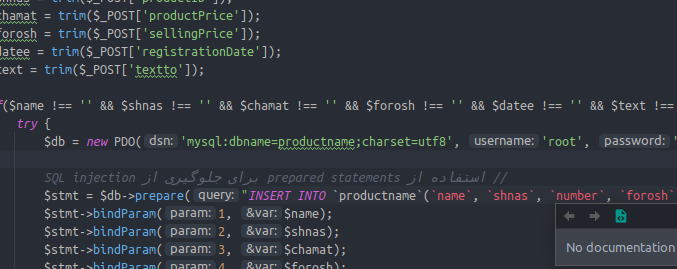 shnas = trim($_POST['productID']);
chamat = trim($_POST['productPrice']);
forosh = trim($_POST['sellingPrice']);
datee = trim($_POST['registrationDate']);
text = trim($_POST['textto']);
f($name !== '' && $shnas !== '' && $chamat !== '' && $forosh !== '' && $datee !== '' && $text !==
try {
$db = new PDO( dsn: 'mysql:dbname=productname;charset=utf8', username: 'root', password: '
// استفاده از prepared statements برای جلوگیری از SQL injection
$stmt = $db->prepare( query: "INSERT INTO `productname`(`name`, `shnas`, `number`, `forosh`
$stmt->bindParam( param: 1, &var: $name);
$stmt->bindParam( param: 2, &var: $shnas);
$stmt->bindParam( param: 3, &var: $chamat);
$stmt->bindParam( param: 4, &var: $forosh);
No documentation